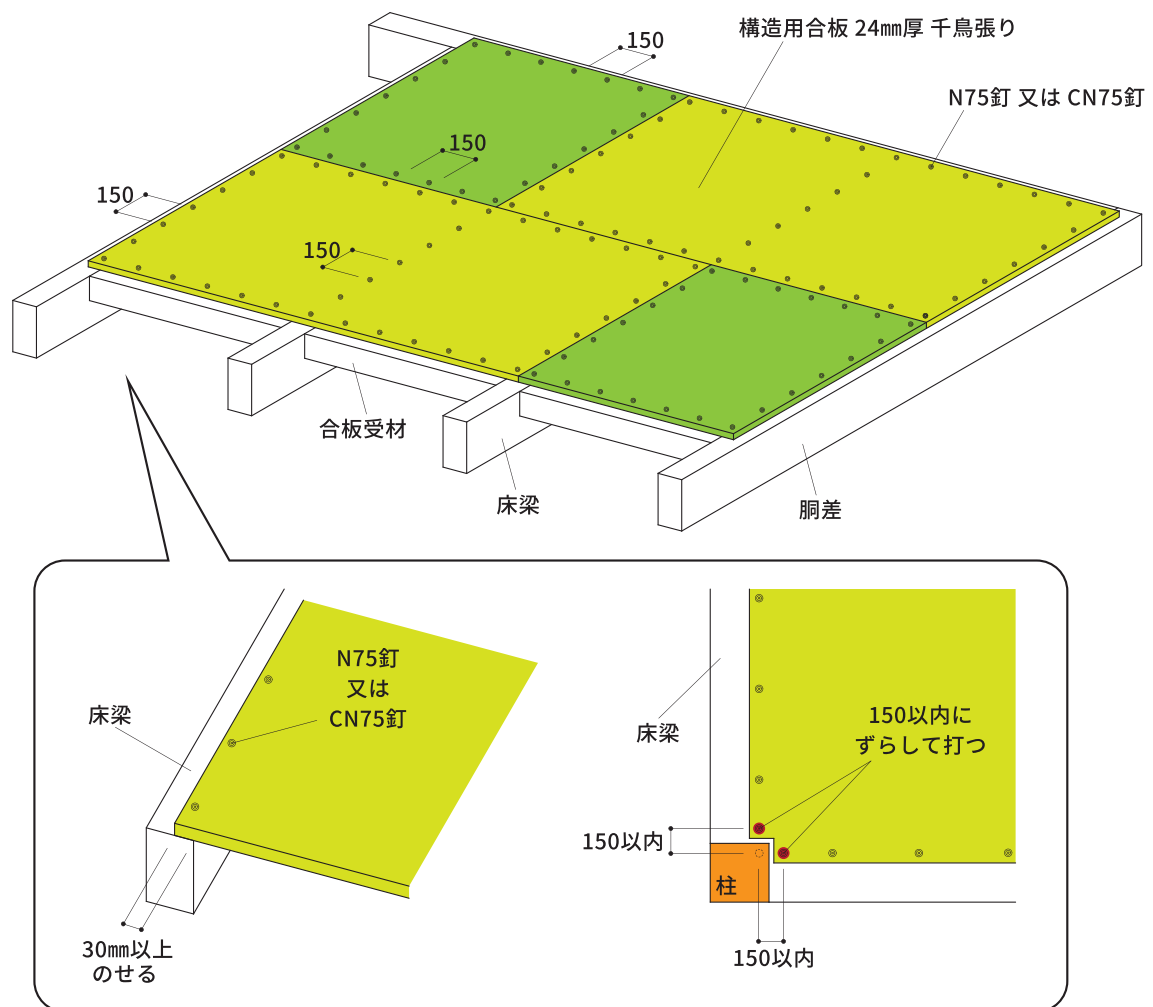 150
構造用合板 24㎜厚 千鳥張り
N75釘 又は CN75釘
150
150
150
合板受材
床梁
胴差
N75釘
又は
CN75釘
床梁
30㎜以上
のせる
床梁
150以内に
ずらして打つ
150以内
柱
150以内